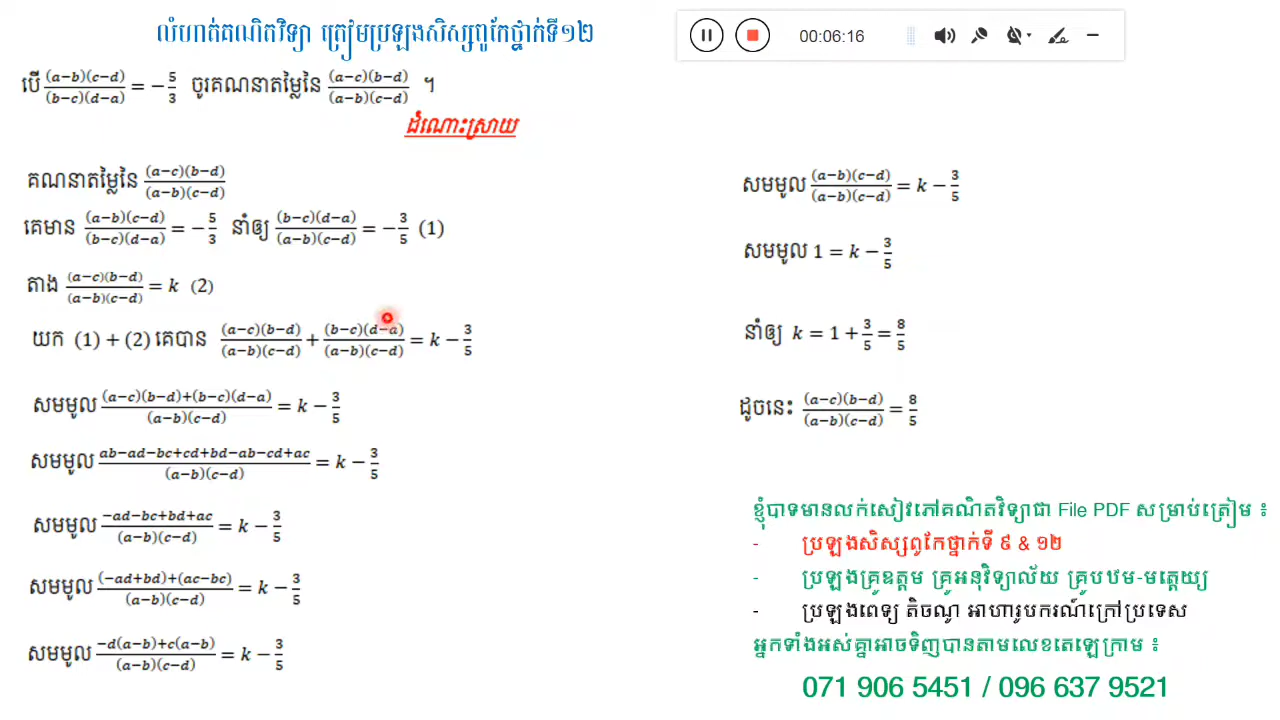 លំហាត់គណិតវិទ្យា ត្រៀមប្រឡងសិស្សពូកែថ្នាក់ទី១២
00:06:16
បើ (a−b)(c−d)/(b−c)(d−a) = −5/3 ចូរគណនាតម្លៃនៃ (a−c)(b−d)/(a−b)(c−d) ។
ដំណោះស្រាយ
គណនាតម្លៃនៃ (a−c)(b−d)/(a−b)(c−d)
គេមាន (a−b)(c−d)/(b−c)(d−a) = −5/3 នាំឲ្យ (b−c)(d−a)/(a−b)(c−d) = −3/5 (1)
តាង (a−c)(b−d)/(a−b)(c−d) = k (2)
យក (1) + (2) គេបាន (a−c)(b−d)/(a−b)(c−d) + (b−c)(d−a)/(a−b)(c−d) = k − 3/5
សមមូល (a−c)(b−d)+(b−c)(d−a)/(a−b)(c−d) = k − 3/5
សមមូល ab−ad−bc+cd+bd−ab−cd+ac/(a−b)(c−d) = k − 3/5
សមមូល −ad−bc+bd+ac/(a−b)(c−d) = k − 3/5
សមមូល (−ad+bd)+(ac−bc)/(a−b)(c−d) = k − 3/5
សមមូល −d(a−b)+c(a−b)/(a−b)(c−d) = k − 3/5
សមមូល (a−b)(c−d)/(a−b)(c−d) = k − 3/5
សមមូល 1 = k − 3/5
នាំឲ្យ k = 1 + 3/5 = 8/5
ដូចនេះ (a−c)(b−d)/(a−b)(c−d) = 8/5
ខ្ញុំបាទមានលក់សៀវភៅគណិតវិទ្យាជា File PDF សម្រាប់ត្រៀម ៖
- ប្រឡងសិស្សពូកែថ្នាក់ទី ៩ & ១២
- ប្រឡងគ្រូឧត្តម គ្រូអនុវិទ្យាល័យ គ្រូបឋម-មត្តេយ្យ
- ប្រឡងពេទ្យ តិចណូ អាហារូបករណ៍ក្រៅប្រទេស
អ្នកទាំងអស់គ្នាអាចទិញបានតាមលេខតេឡេក្រាម ៖
071 906 5451 / 096 637 9521